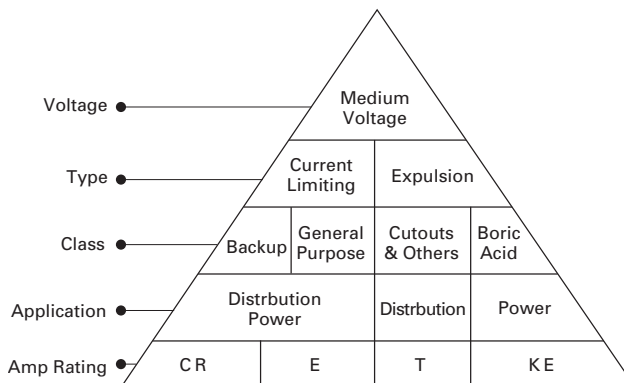 Voltage
Medium
Voltage
Type
Current
Limiting
Expulsion
Class
Backup
General
Purpose
Cutouts
& Others
Boric
Acid
Application
Distrbution
Power
Distrbution
Power
Amp Rating
C R
E
T
K E